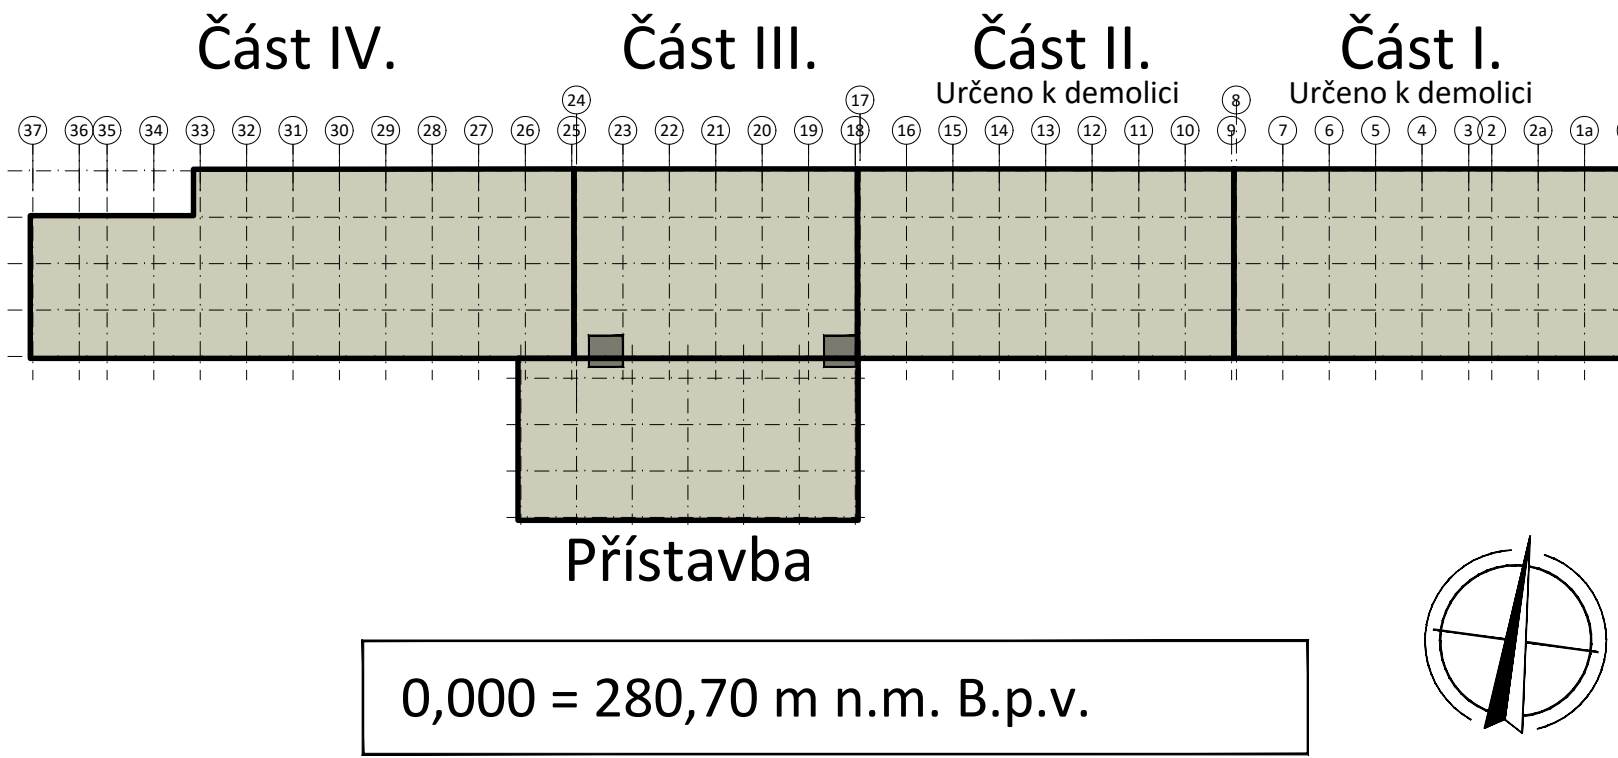 Část IV. Část III. Část II. Část I.
Určeno k demolici Určeno k demolici
24 17 8
37 36 35 34 33 32 31 30 29 28 27 26 25 23 22 21 20 19 18 16 15 14 13 12 11 10 9 7 6 5 4 3 2 2a 1a
Přístavba
0,000 = 280,70 m n.m. B.p.v.